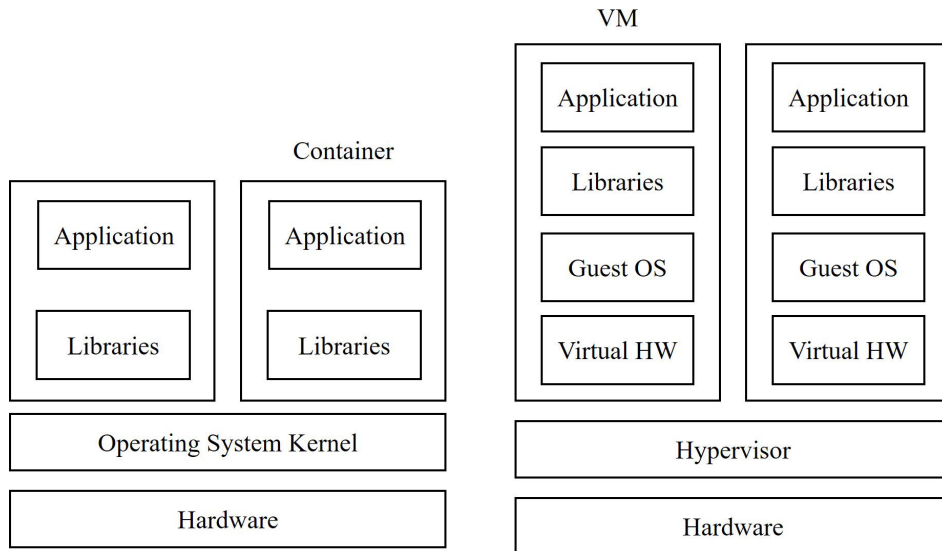 Container
Application
Libraries
Application
Libraries
Operating System Kernel
Hardware
VM
Application
Libraries
Guest OS
Virtual HW
Application
Libraries
Guest OS
Virtual HW
Hypervisor
Hardware